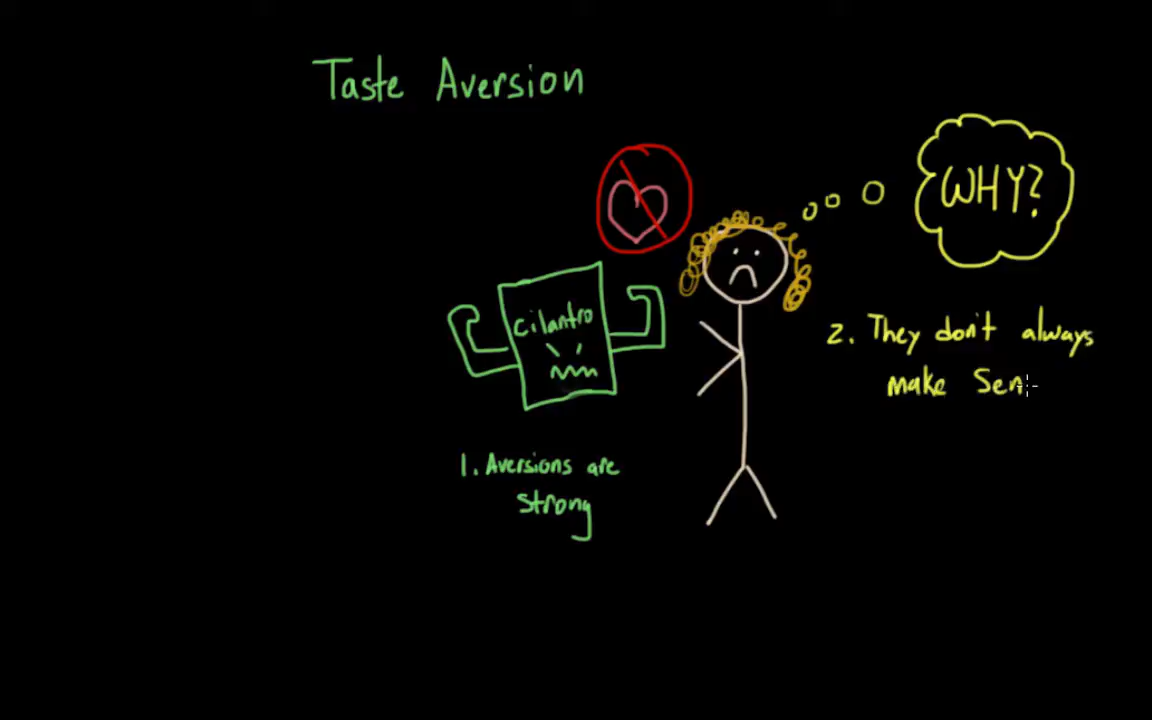 Taste Aversion
WHY?
cilantro
1. Aversions are
strong
2. They don't always
make Sen